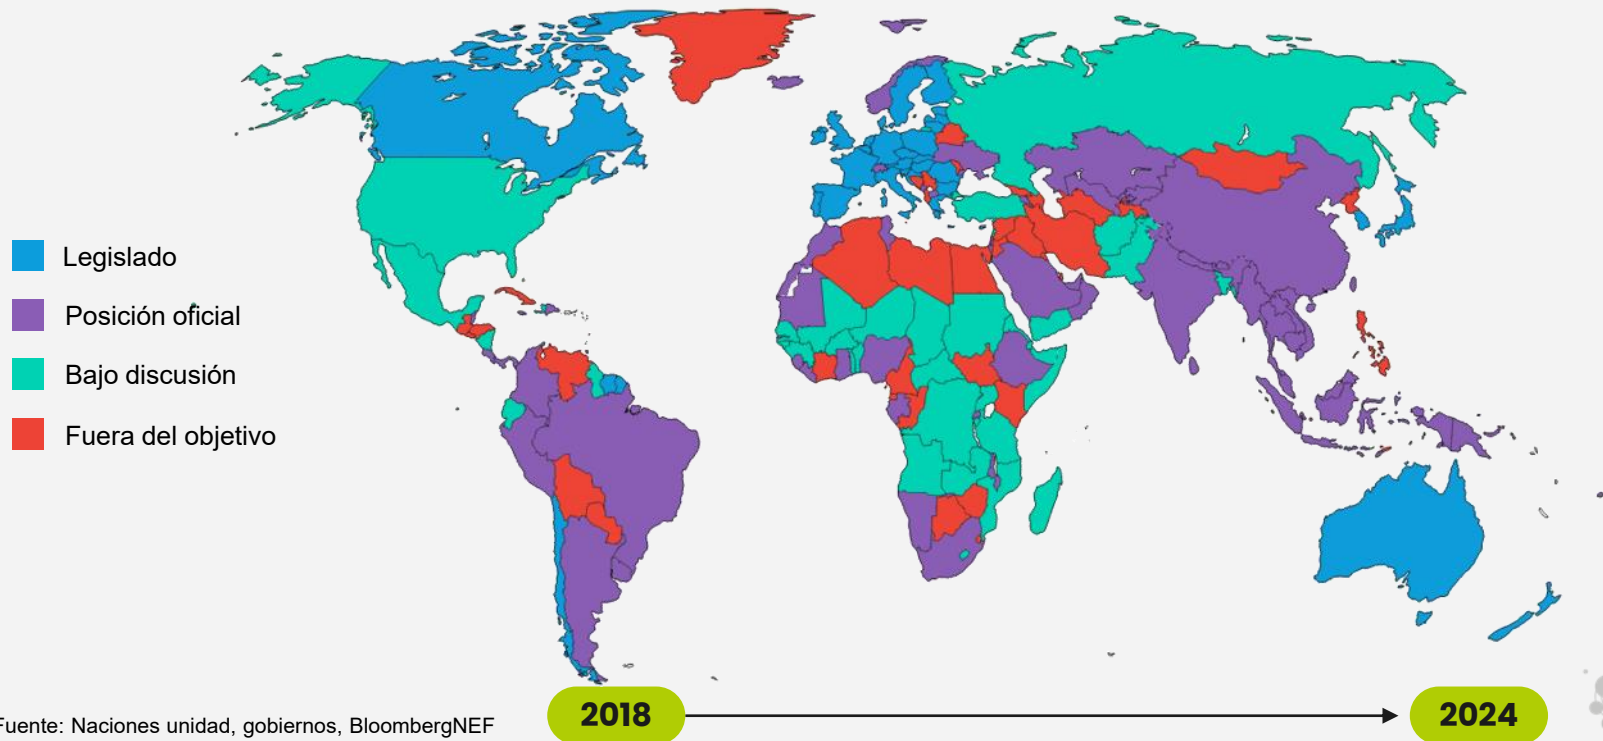 Legislado
Posición oficial
Bajo discusión
Fuera del objetivo
Fuente: Naciones unidad, gobiernos, BloombergNEF
2018
2024